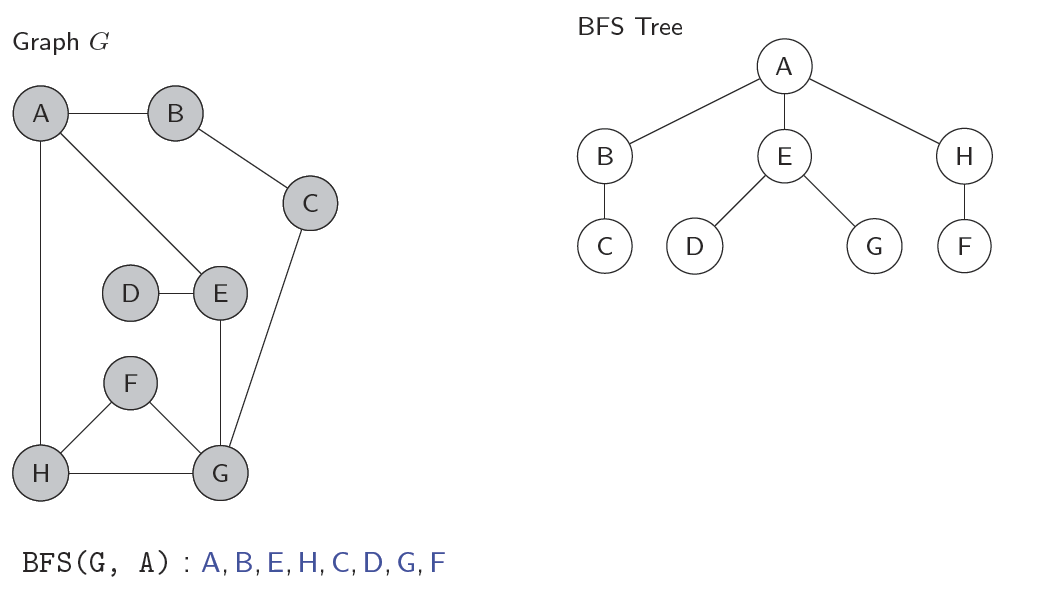 Graph G
A B
C
D E
F
H G
BFS Tree
A
B E H
C D G F
BFS(G, A) : A, B, E, H, C, D, G, F